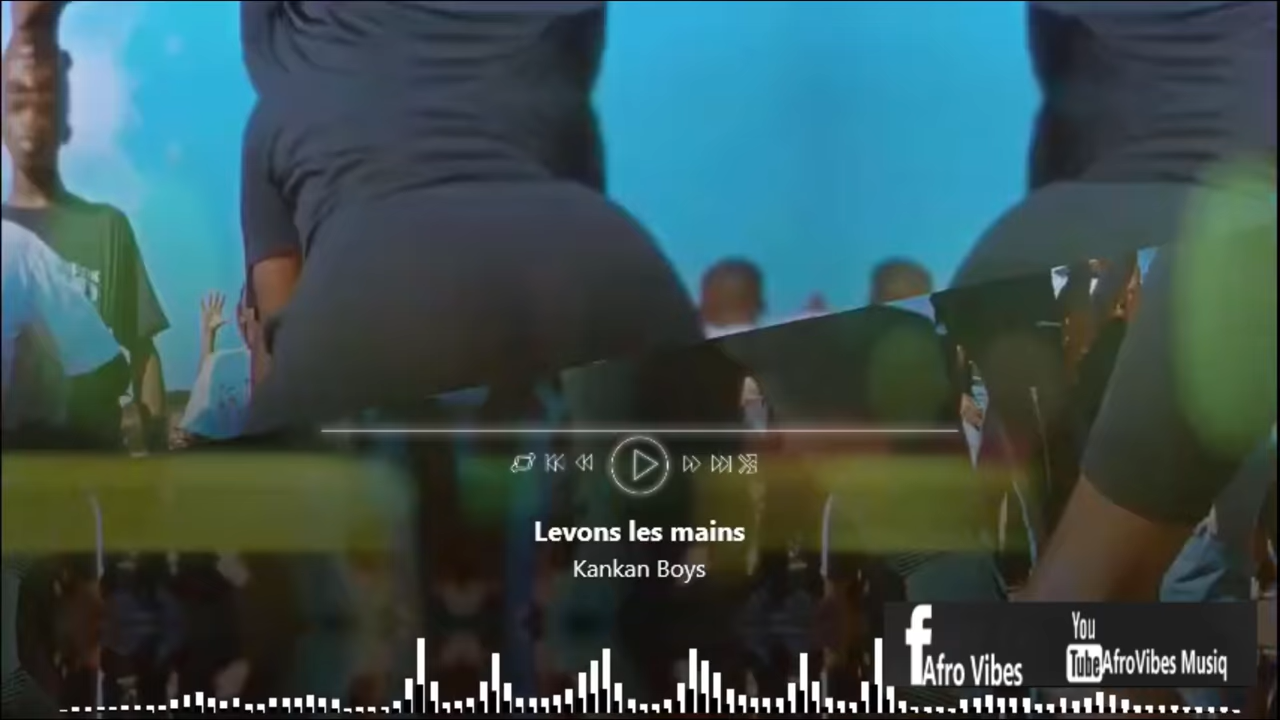 Levons les mains
Kankan Boys
f Afro Vibes
You
Tube AfroVibes Musiq